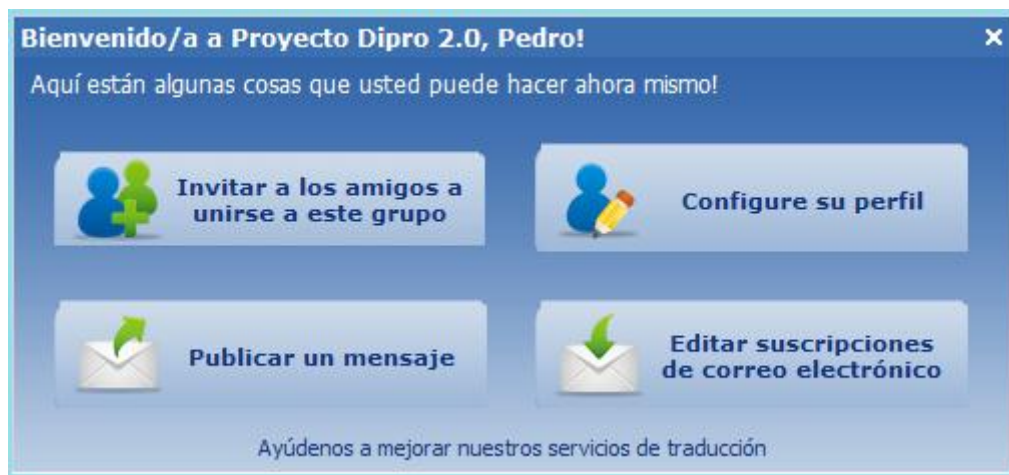 Bienvenido/a a Proyecto Dipro 2.0, Pedro!
Aquí están algunas cosas que usted puede hacer ahora mismo!
Invitar a los amigos a
unirse a este grupo
Configure su perfil
Publicar un mensaje
Editar suscripciones
de correo electrónico
Ayúdenos a mejorar nuestros servicios de traducción